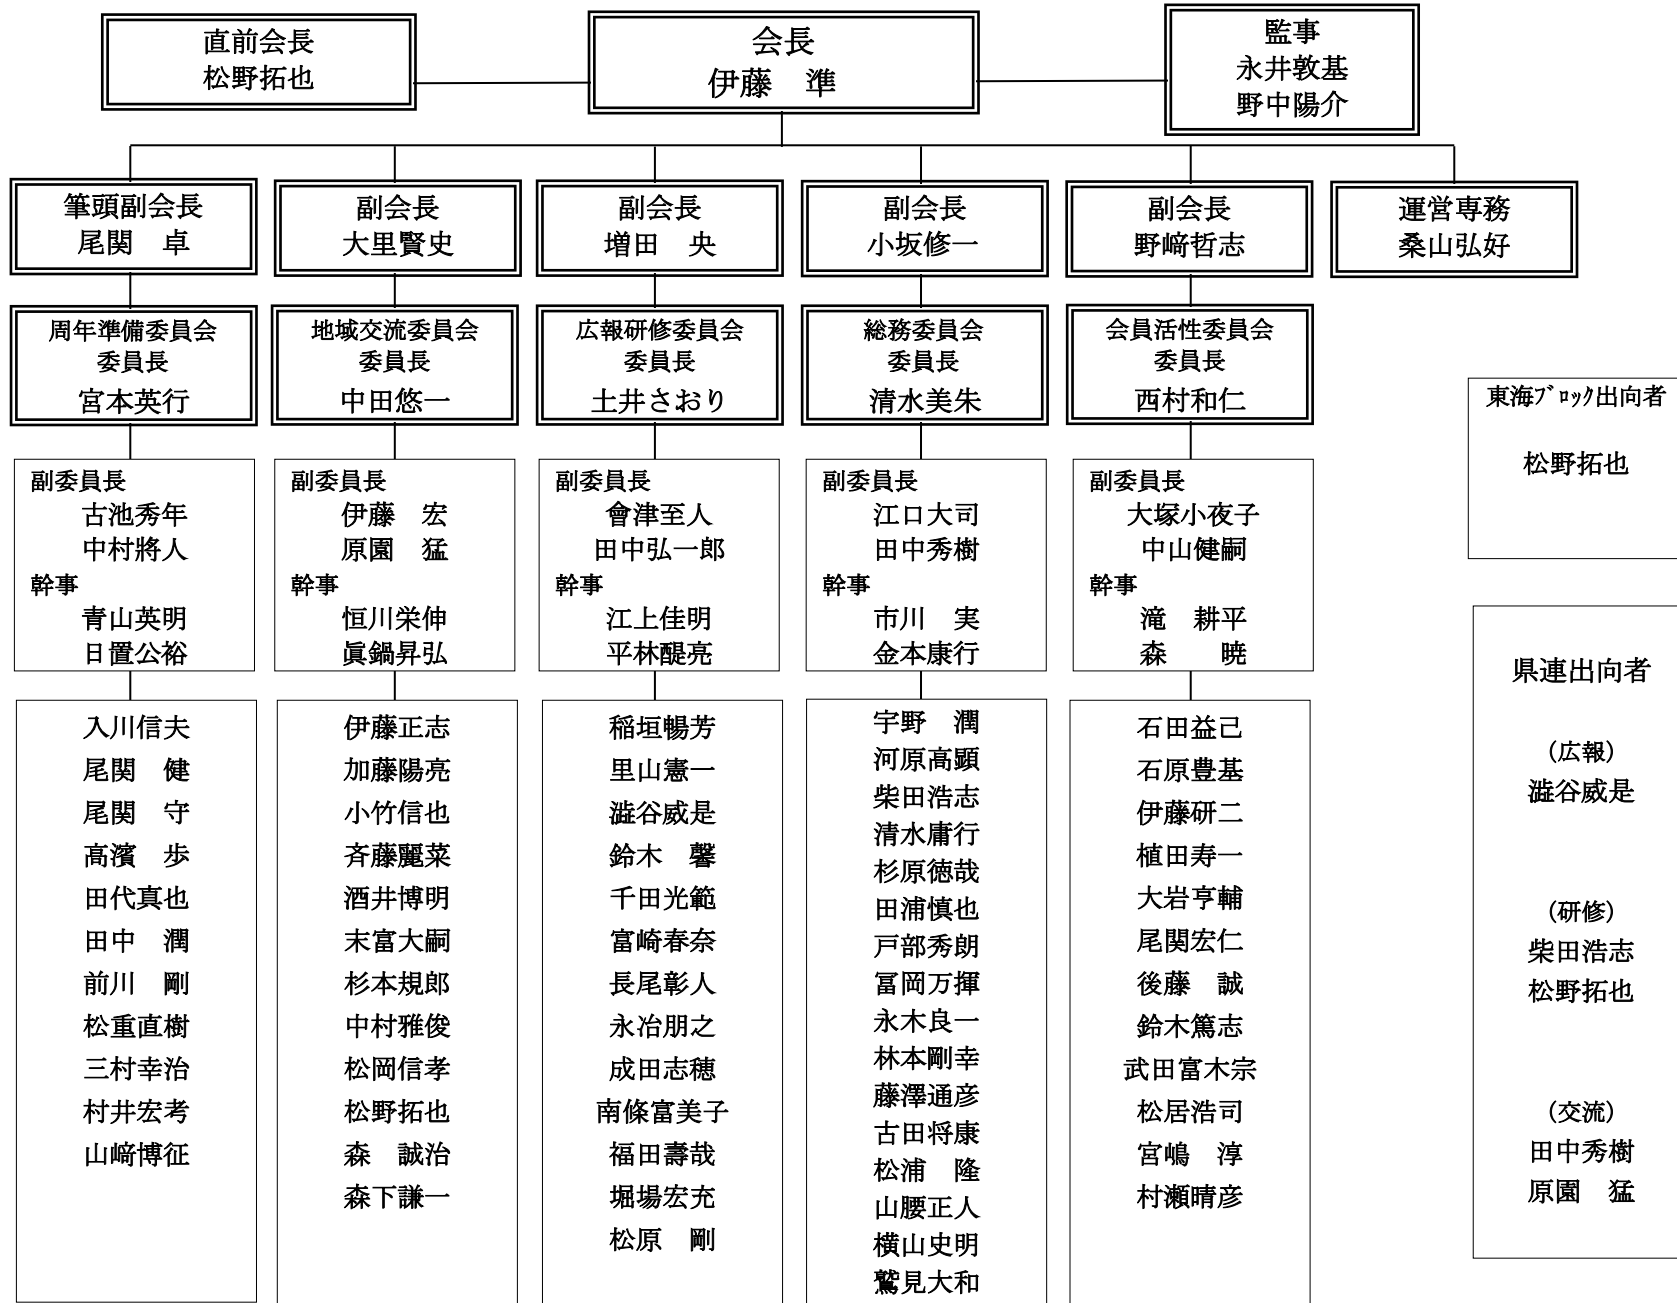 直前会長
松野拓也
会長
伊藤　準
監事
永井敦基
野中陽介
筆頭副会長
尾関　卓
副会長
大里賢史
副会長
増田　央
副会長
小坂修一
副会長
野﨑哲志
運営専務
桑山弘好
周年準備委員会
委員長
宮本英行
地域交流委員会
委員長
中田悠一
広報研修委員会
委員長
土井さおり
総務委員会
委員長
清水美朱
会員活性委員会
委員長
西村和仁
副委員長
古池秀年
中村將人
幹事
青山英明
日置公裕
副委員長
伊藤　宏
原園　猛
幹事
恒川栄伸
眞鍋昇弘
副委員長
會津至人
田中弘一郎
幹事
江上佳明
平林醍亮
副委員長
江口大司
田中秀樹
幹事
市川　実
金本康行
副委員長
大塚小夜子
中山健嗣
幹事
滝　耕平
森　　暁
入川信夫
尾関　健
尾関　守
高濱　歩
田代真也
田中　潤
前川　剛
松重直樹
三村幸治
村井宏考
山﨑博征
伊藤正志
加藤陽亮
小竹信也
斉藤麗菜
酒井博明
末富大嗣
杉本規郎
中村雅俊
松岡信孝
松野拓也
森　誠治
森下謙一
稲垣暢芳
里山憲一
澁谷威是
鈴木　馨
千田光範
富崎春奈
長尾彰人
永冶朋之
成田志穂
南條富美子
福田壽哉
堀場宏充
松原　剛
宇野　潤
河原高顕
柴田浩志
清水庸行
杉原徳哉
田浦慎也
戸部秀朗
冨岡万揮
永木良一
林本剛幸
藤澤通彦
古田将康
松浦　隆
山腰正人
横山史明
鷲見大和
石田益己
石原豊基
伊藤研二
植田寿一
大岩亨輔
尾関宏仁
後藤　誠
鈴木篤志
武田富木宗
松居浩司
宮嶋　淳
村瀬晴彦
東海ﾌﾞﾛｯｸ出向者
松野拓也
県連出向者
（広報）
澁谷威是
（研修）
柴田浩志
松野拓也
（交流）
田中秀樹
原園　猛